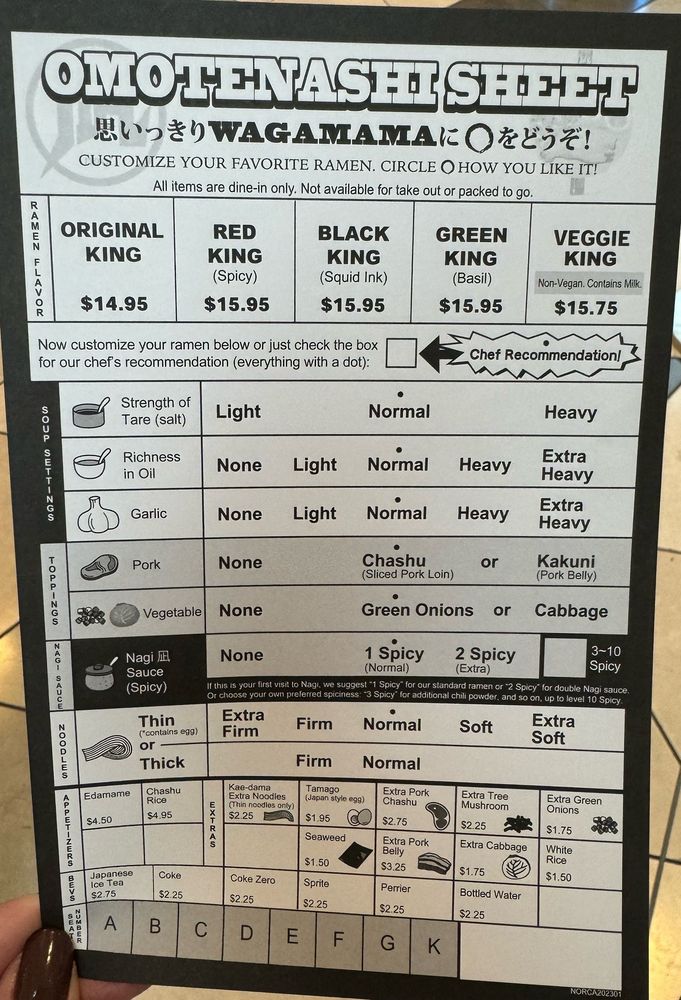 OMOTENASHI SHEET
思いっきりWAGAMAMAに◯をどうぞ!
CUSTOMIZE YOUR FAVORITE RAMEN. CIRCLE ◯ HOW YOU LIKE IT!
All items are dine-in only. Not available for take out or packed to go.
RAMEN FLAVOR
ORIGINAL KING
$14.95
RED KING
(Spicy)
$15.95
BLACK KING
(Squid Ink)
$15.95
GREEN KING
(Basil)
$15.95
VEGGIE KING
Non-Vegan. Contains Milk.
$15.75
Now customize your ramen below or just check the box
for our chef's recommendation (everything with a dot):
Chef Recommendation!
SOUP SETTINGS
Strength of
Tare (salt)
Light Normal Heavy
Richness
in Oil
None Light Normal Heavy Extra Heavy
Garlic
None Light Normal Heavy Extra Heavy
TOPPINGS
Pork
None Chashu (Sliced Pork Loin) or Kakuni (Pork Belly)
Vegetable
None Green Onions or Cabbage
NAGI SAUCE
Nagi 凪
Sauce
(Spicy)
None 1 Spicy (Normal) 2 Spicy (Extra) 3~10 Spicy
If this is your first visit to Nagi, we suggest "1 Spicy" for our standard ramen or "2 Spicy" for double Nagi sauce.
Or choose your own preferred spiciness: "3 Spicy" for additional chili powder, and so on, up to level 10 Spicy.
NOODLES
Thin
(*contains egg)
or
Thick
Extra Firm Firm Normal Soft Extra Soft
Firm Normal
APPETIZERS
Edamame
$4.50
Chashu
Rice
$4.95
EXTRAS
Kae-dama
Extra Noodles
(Thin noodles only)
$2.25
Tamago
(Japan style egg)
$1.95
Extra Pork
Chashu
$2.75
Extra Tree
Mushroom
$2.25
Extra Green
Onions
$1.75
Seaweed
$1.50
Extra Pork
Belly
$3.25
Extra Cabbage
$1.75
White
Rice
$1.50
BEVS
Japanese
Ice Tea
$2.75
Coke
$2.25
Coke Zero
$2.25
Sprite
$2.25
Perrier
$2.25
Bottled Water
$2.25
SEAT NUMBER
A B C D E F G K
NORCA202301